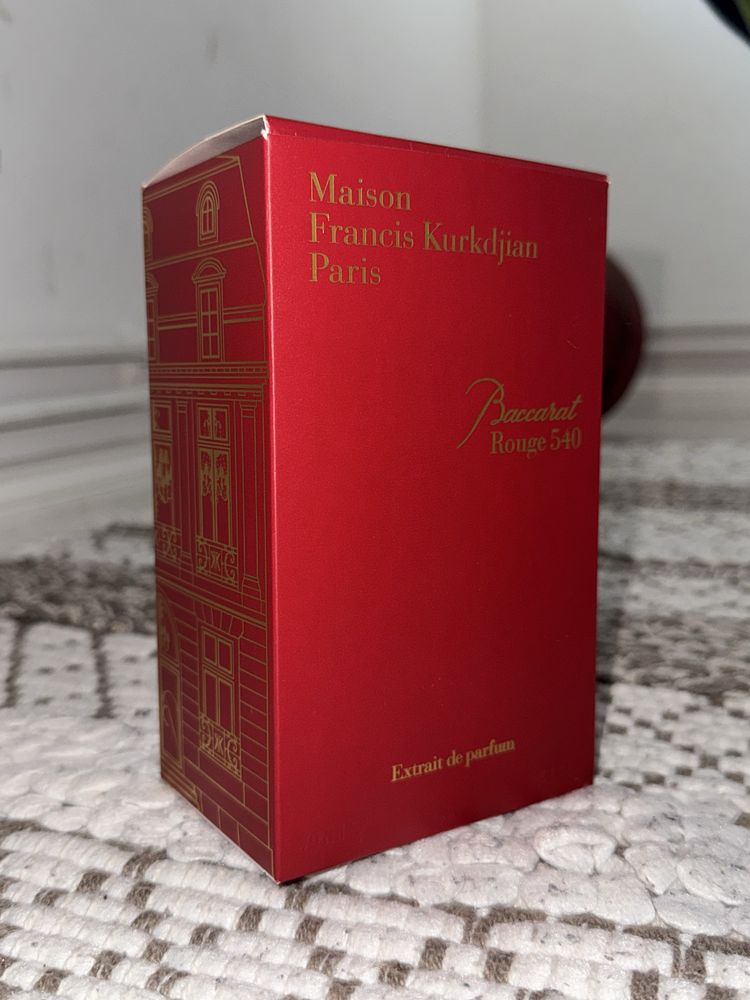 Maison
Francis Kurkdjian
Paris
Baccarat
Rouge 540
Extrait de parfum